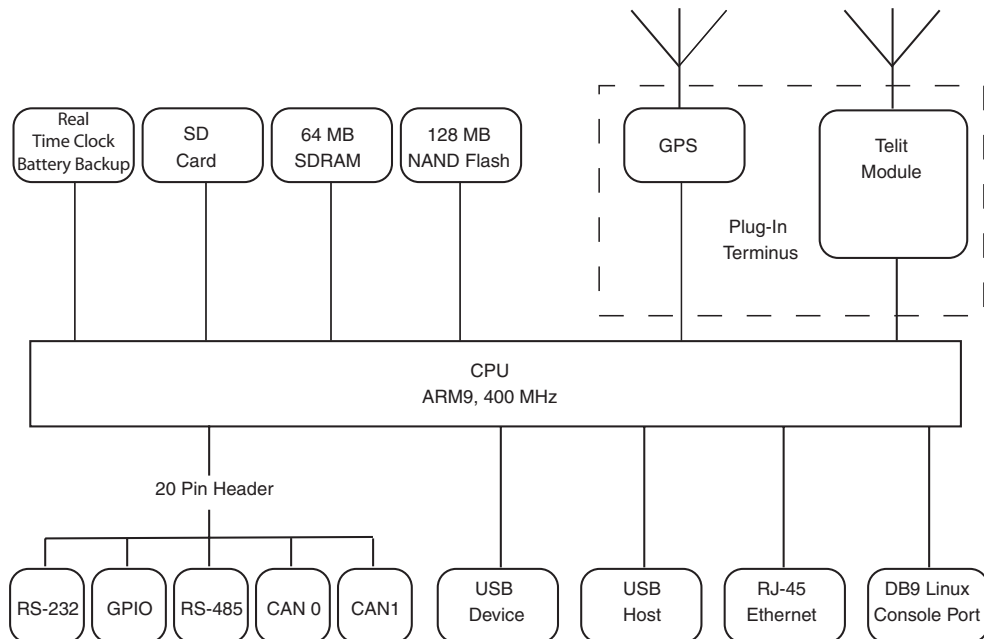 Real
Time Clock
Battery Backup
SD
Card
64 MB
SDRAM
128 MB
NAND Flash
GPS
Telit
Module
Plug-In
Terminus
CPU
ARM9, 400 MHz
20 Pin Header
RS-232
GPIO
RS-485
CAN 0
CAN1
USB
Device
USB
Host
RJ-45
Ethernet
DB9 Linux
Console Port